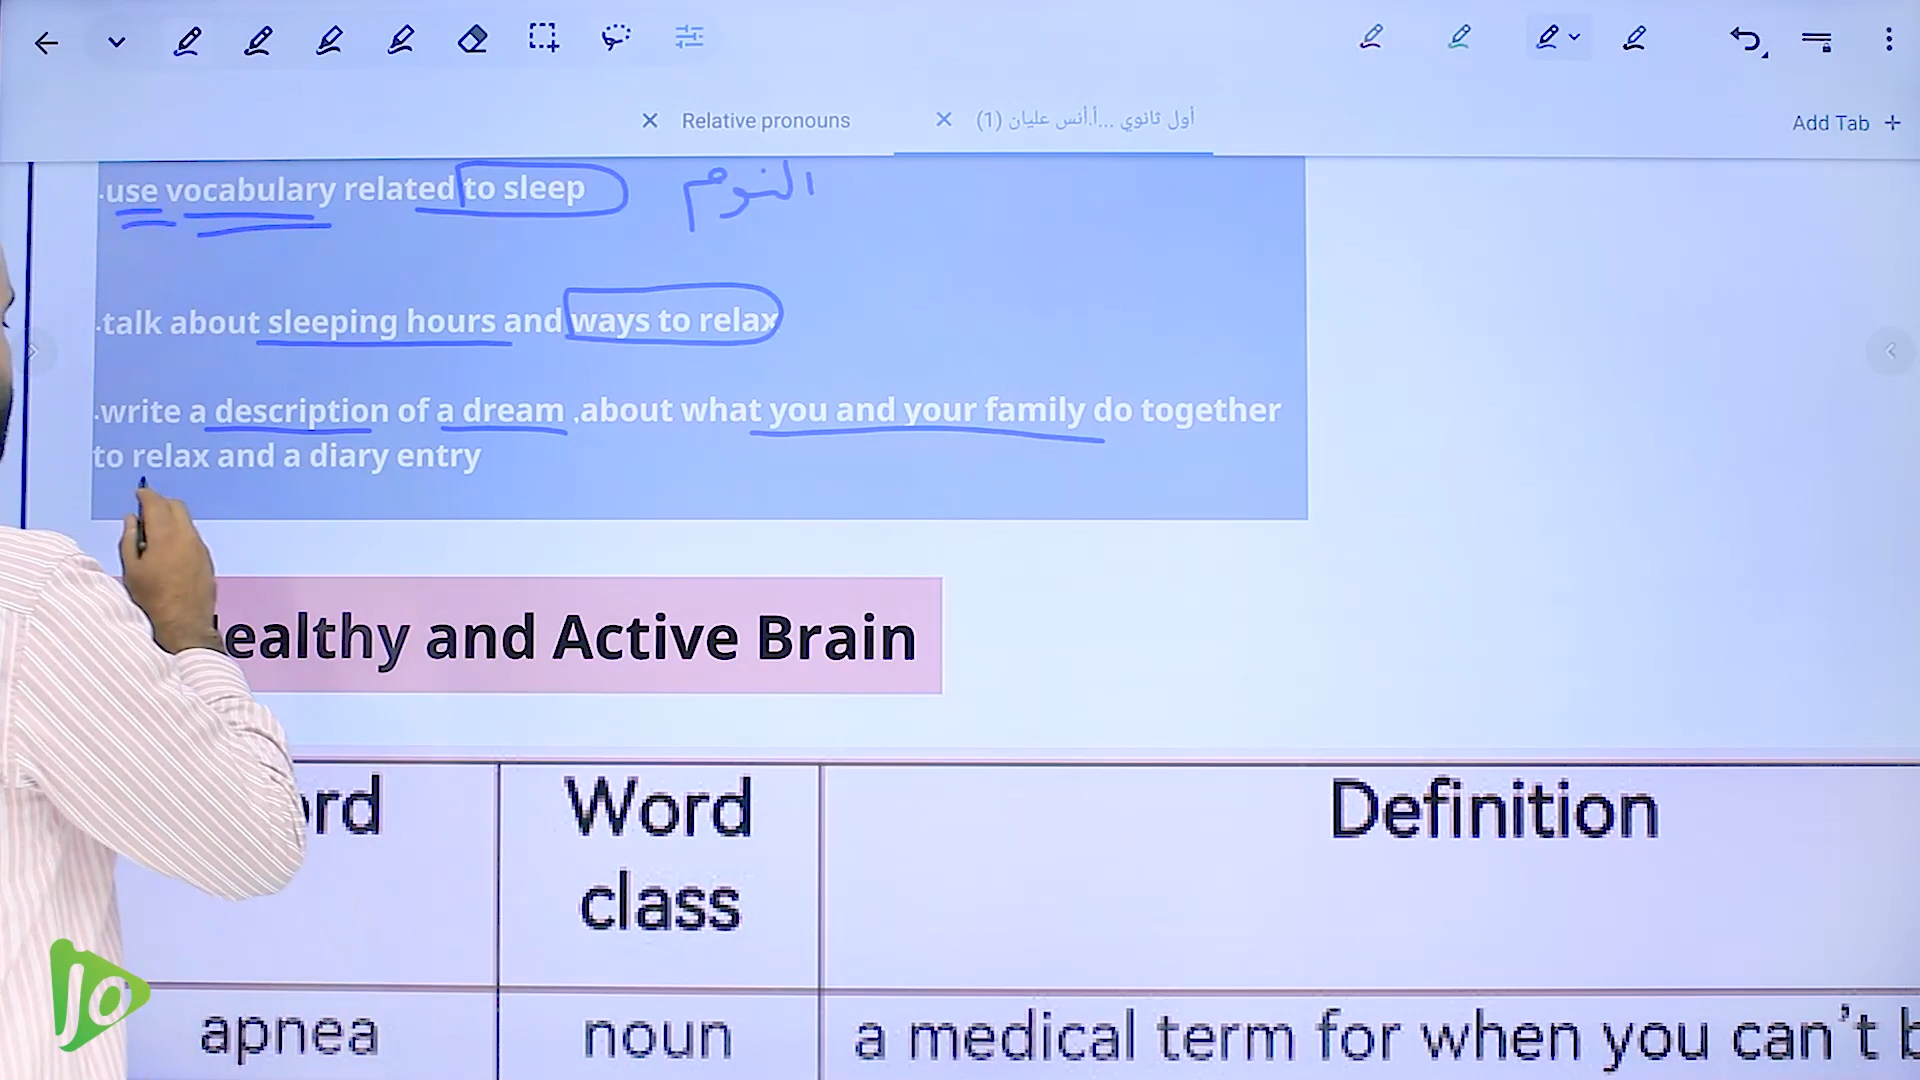 Relative pronouns
أول ثانوي ...أ.أنس عليان (1)
Add Tab
.use vocabulary related to sleep
النوم
.talk about sleeping hours and ways to relax
.write a description of a dream ,about what you and your family do together
to relax and a diary entry
ealthy and Active Brain
ord
Word
class
Definition
apnea
noun
a medical term for when you can't b
JO